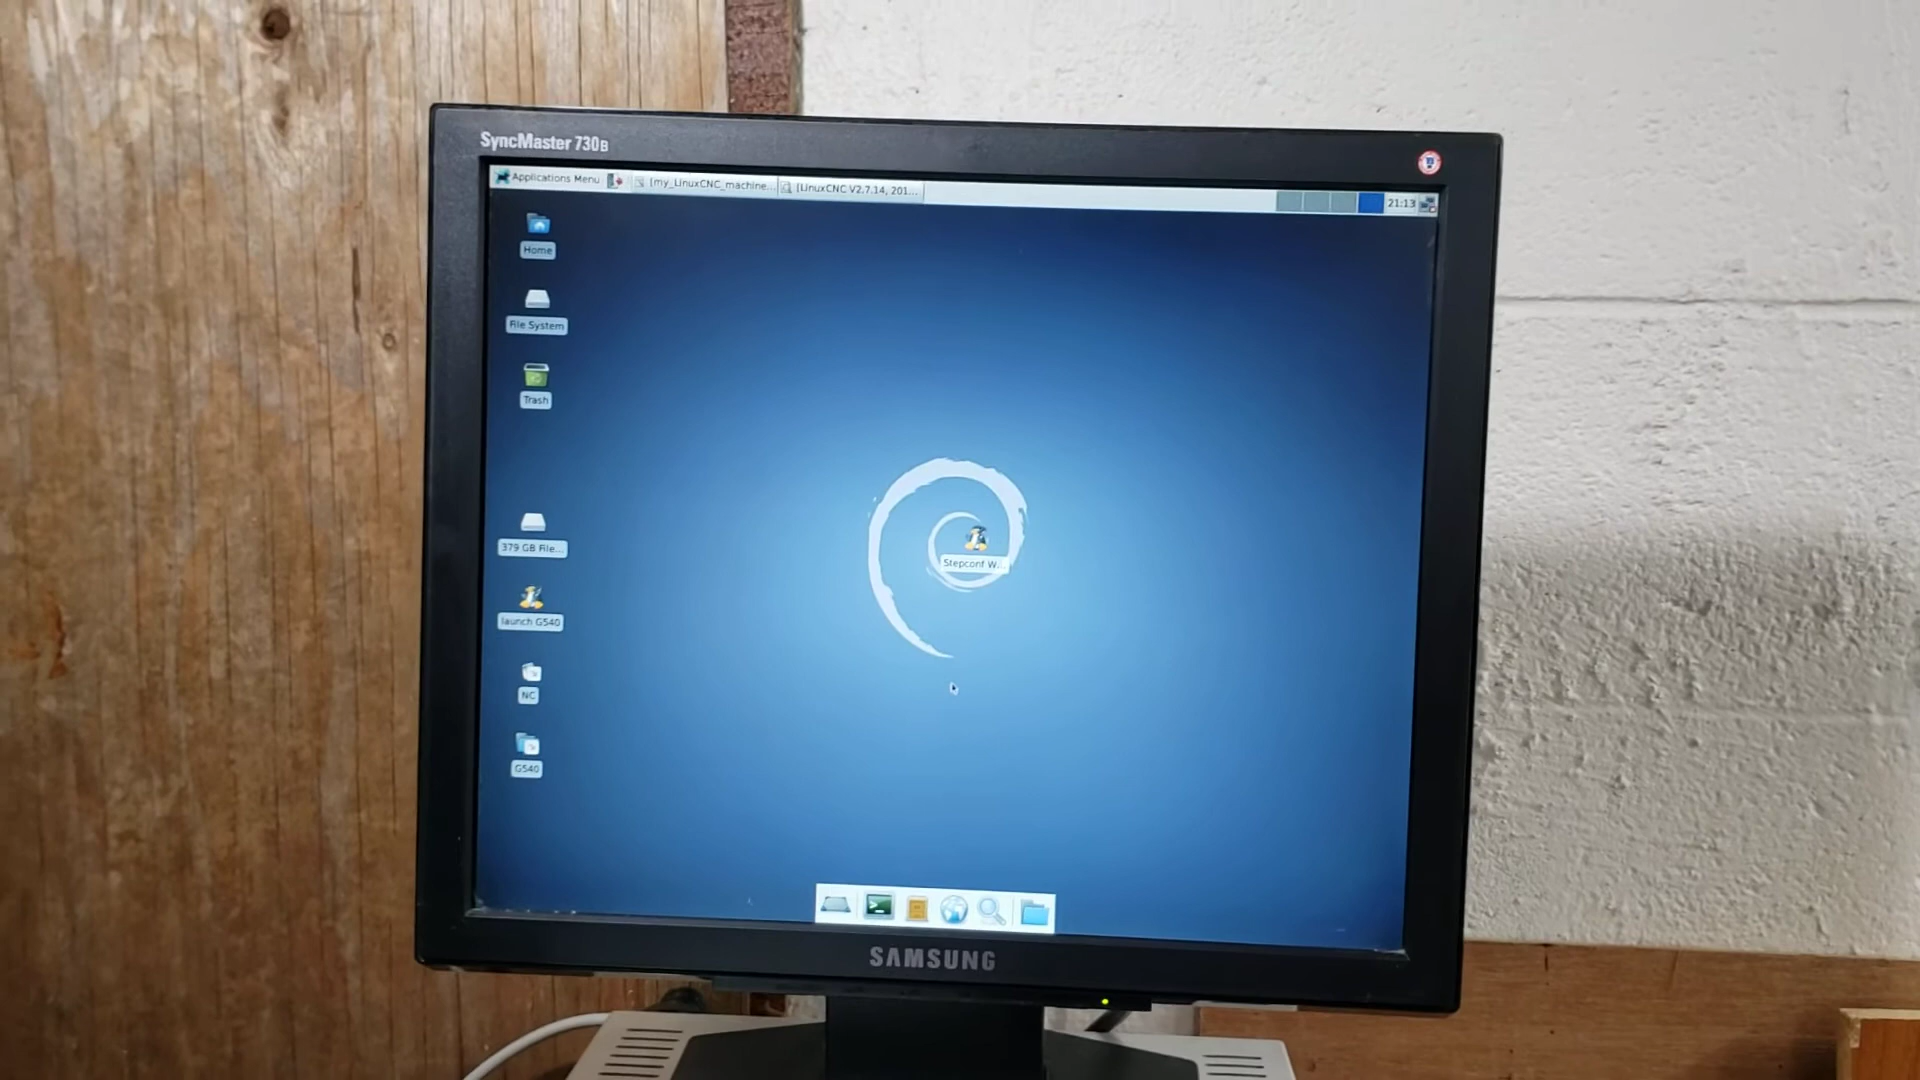 SyncMaster 730B
Applications Menu
[my_LinuxCNC_machine...
[LinuxCNC V2.7.14, 201...
21:13
Home
File System
Trash
379 GB File...
Stepconf W...
launch G540
NC
G540
SAMSUNG